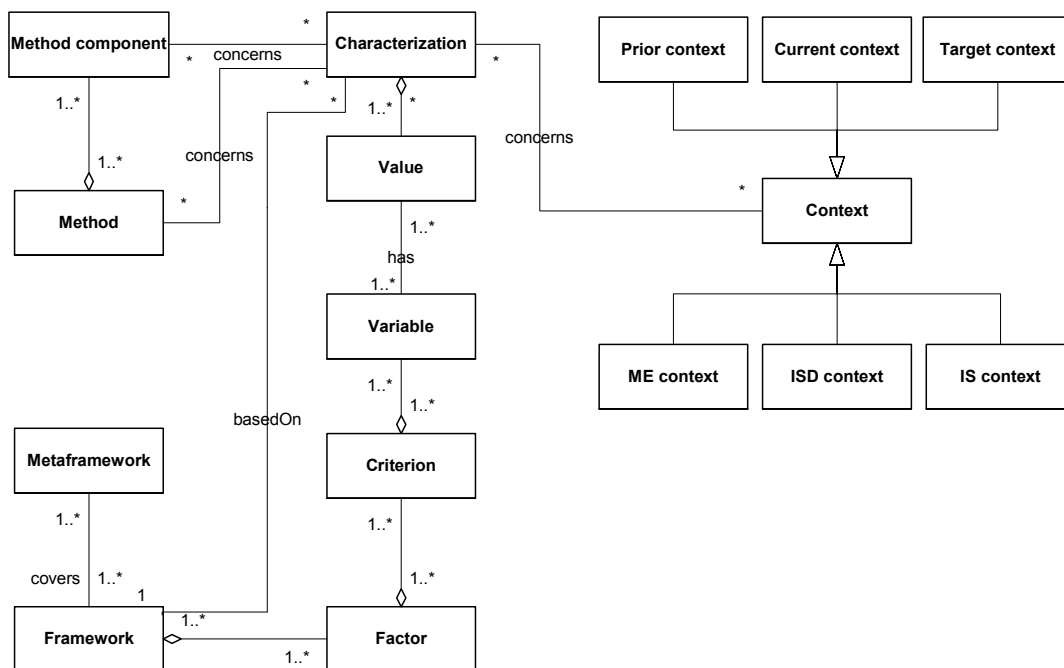 Method component
*
*
concerns
Characterization
*
Prior context
Current context
Target context
1..*
*
*
1..*
*
1..*
concerns
Value
concerns
Method
*
*
Context
1..*
has
1..*
Variable
ME context
ISD context
IS context
1..*
1..*
basedOn
Metaframework
Criterion
1..*
1..*
covers
1..*
1..*
1
1..*
Framework
1..*
Factor